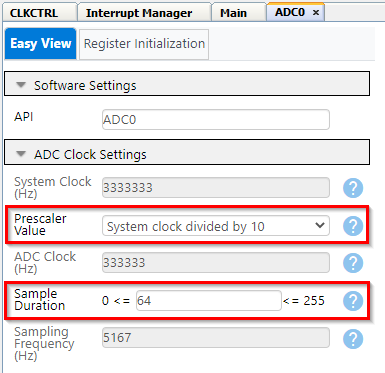 CLKCTRL Interrupt Manager Main ADC0 ×
Easy View Register Initialization
Software Settings
API ADC0
ADC Clock Settings
System Clock (Hz) 3333333 ?
Prescaler Value System clock divided by 10 ?
ADC Clock (Hz) 333333 ?
Sample Duration 0 <= 64 <= 255 ?
Sampling Frequency (Hz) 5167 ?